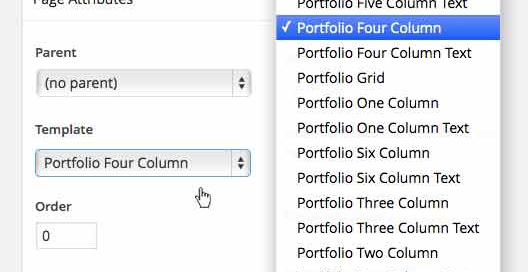 Page Attributes
Parent
(no parent)
Template
Portfolio Four Column
Order
0
Portfolio Five Column Text
✓ Portfolio Four Column
Portfolio Four Column Text
Portfolio Grid
Portfolio One Column
Portfolio One Column Text
Portfolio Six Column
Portfolio Six Column Text
Portfolio Three Column
Portfolio Three Column Text
Portfolio Two Column